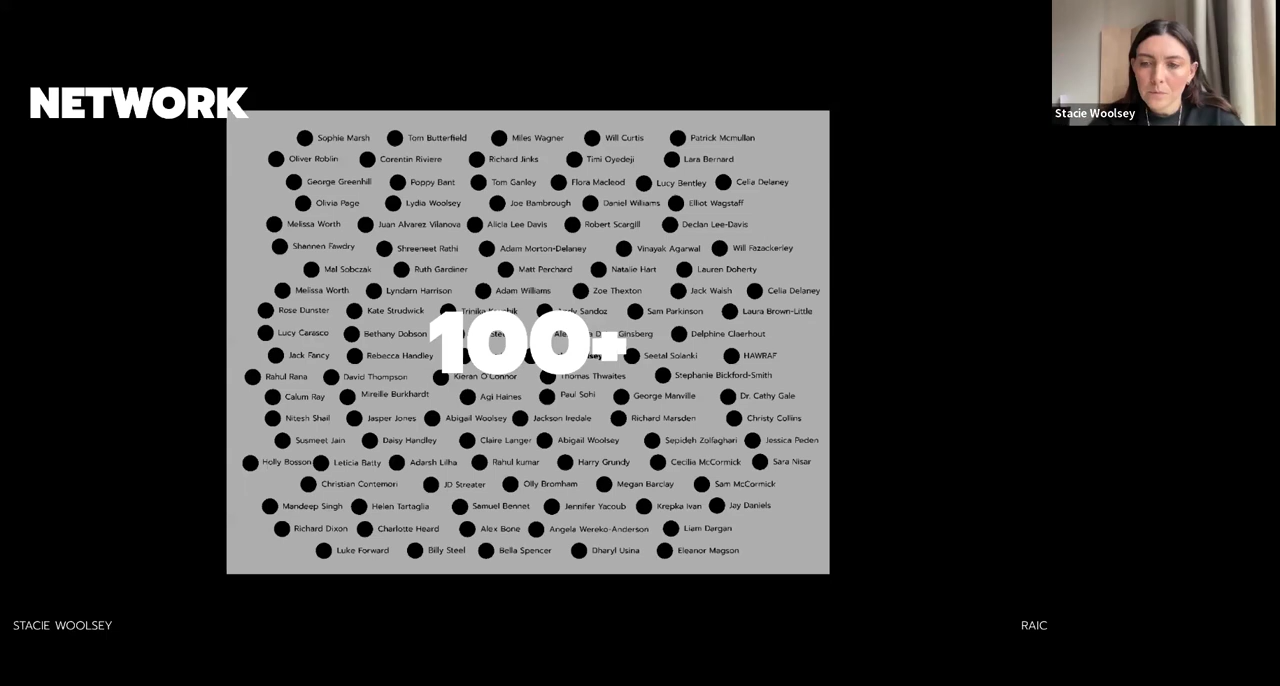 Stacie Woolsey
NETWORK
Sophie Marsh Tom Butterfield Miles Wagner Will Curtis Patrick Mcmullan
Oliver Roblin Corentin Riviere Richard Jinks Timi Oyedeji Lara Bernard
George Greenhill Poppy Bant Tom Ganley Flora Macleod Lucy Bentley Celia Delaney
Olivia Page Lydia Woolsey Joe Bambrough Daniel Wiliams Elliot Wagstaff
Melissa Worth Juan Alvarez Vilanova Alicia Lee Davis Robert Scargill Declan Lee-Davis
Shannen Fawdry Shreeneet Rathi Adam Morton-Delaney Vinayak Agarwal Will Fazackerley
Mal Sobczak Ruth Gardiner Matt Perchard Natalie Hart Lauren Doherty
Melissa Worth Lyndarn Harrison Adam Williams Zoe Thexton Jack Walsh Celia Delaney
Rose Dunster Kate Strudwick Trinika Sandoz Sam Parkinson Laura Brown-Little
Lucy Carasco Bethany Dobson Ginsberg Delphine Claerhout
100+
Jack Fancy Rebecca Handley Seetal Solanki HAWRAF
Rahul Rana David Thompson Kieran O'Connor Thomas Thwaites Stephanie Bickford-Smith
Calum Ray Mireille Burkhardt Agi Haines Paul Sohi George Manville Dr. Cathy Gale
Nitesh Shail Jasper Jones Abigail Woolsey Jackson Iredale Richard Marsden Christy Collins
Susmeet Jain Daisy Handley Claire Langer Abigail Woolsey Sepideh Zolfaghari Jessica Peden
Holly Bosson Leticia Batty Adarsh Lilha Rahul kumar Harry Grundy Cecilia McCormick Sara Nisar
Christian Contemori JD Streater Olly Bromham Megan Barclay Sam McCormick
Mandeep Singh Helen Tartaglia Samuel Bennet Jennifer Yacoub Krepka Ivan Jay Daniels
Richard Dixon Charlotte Heard Alex Bone Angela Wereko-Anderson Liam Dargan
Luke Forward Billy Steel Bella Spencer Dharyl Usina Eleanor Magson
STACIE WOOLSEY
RAIC